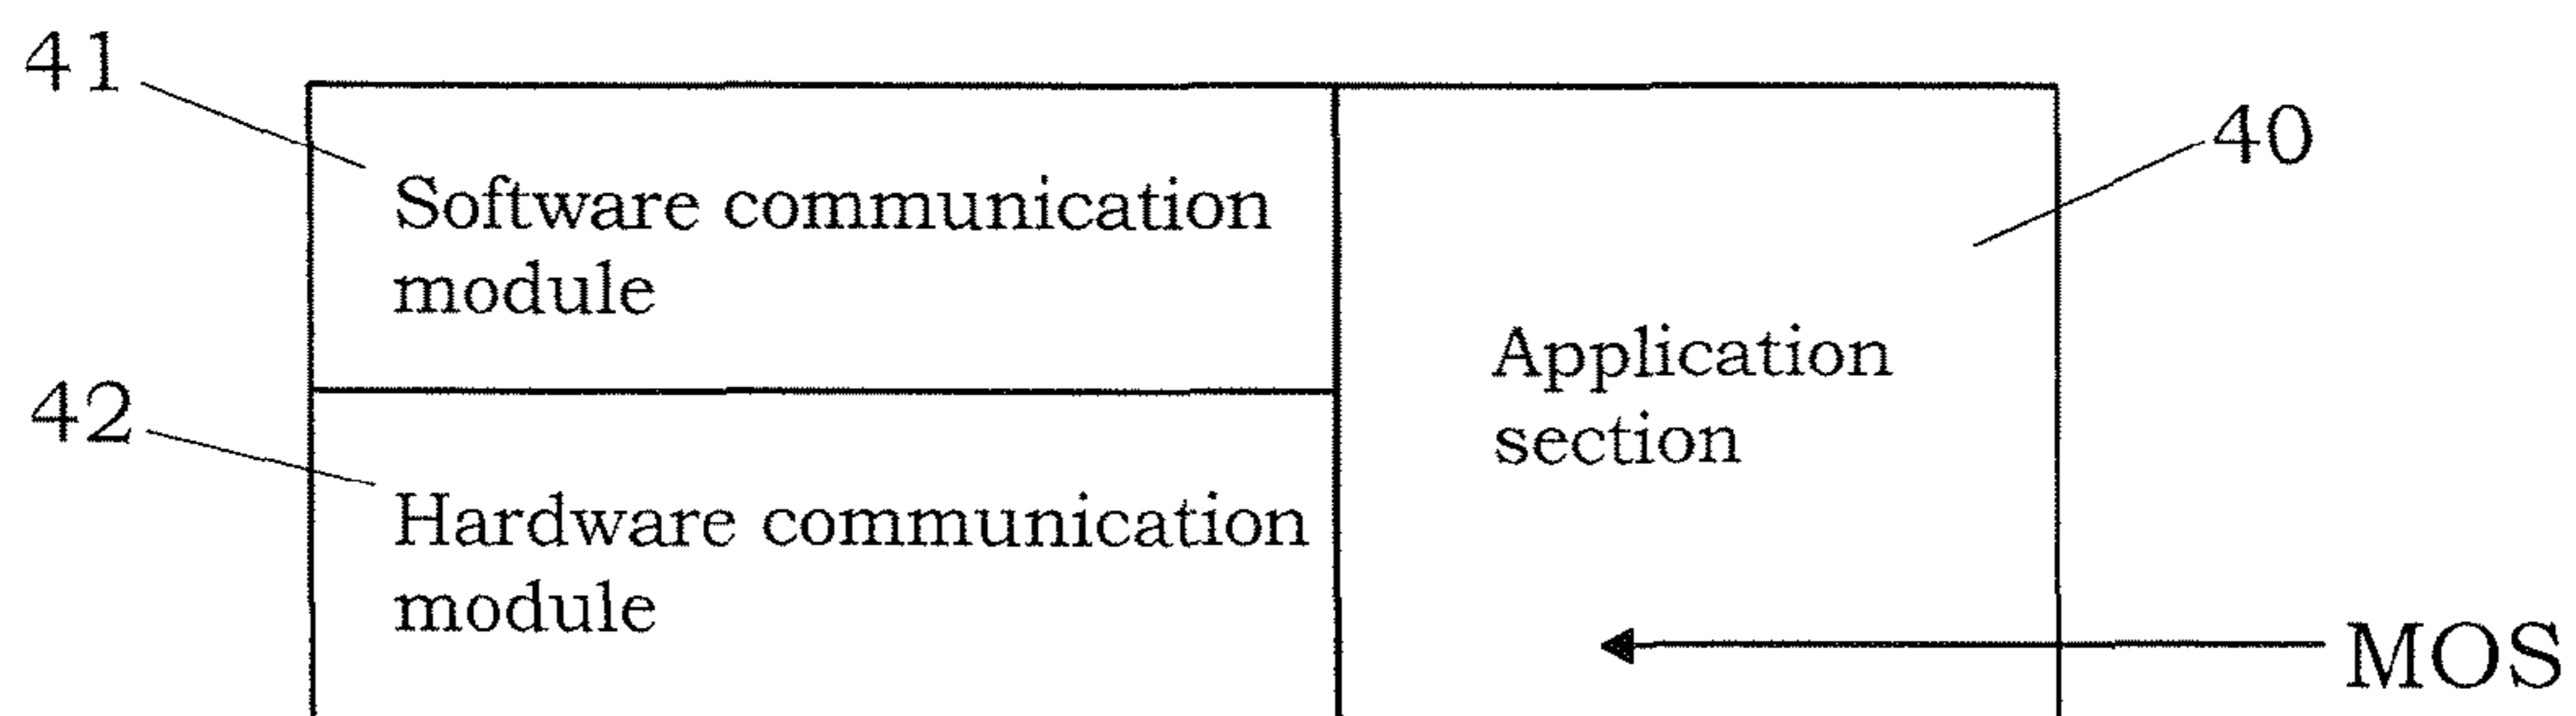 41
Software communication
module
40
Application
section
42
Hardware communication
module
MOS